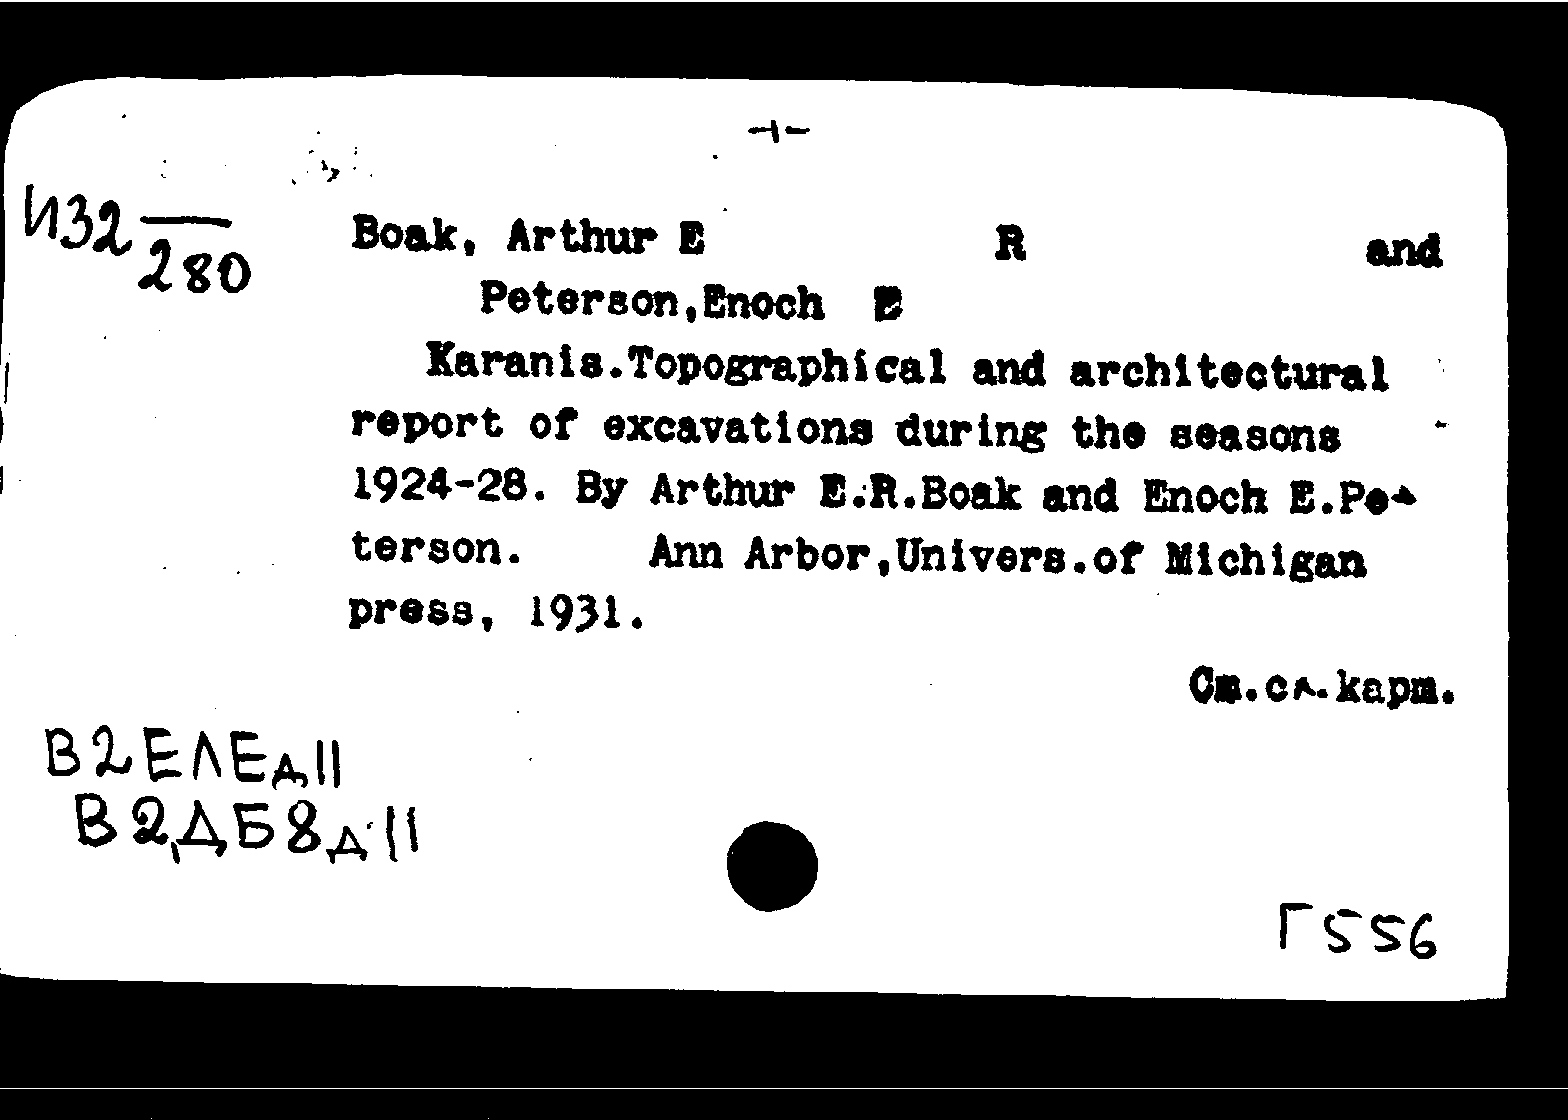 -1-
И32 280
Boak, Arthur E R and
Peterson,Enoch E
Karanis.Topographical and architectural
report of excavations during the seasons
1924-28. By Arthur E.R.Boak and Enoch E.Pe-
terson. Ann Arbor,Univers.of Michigan
press, 1931.
См.сл.карт.
В2ЕЛЕд11
В2ДБ8д11
Г556